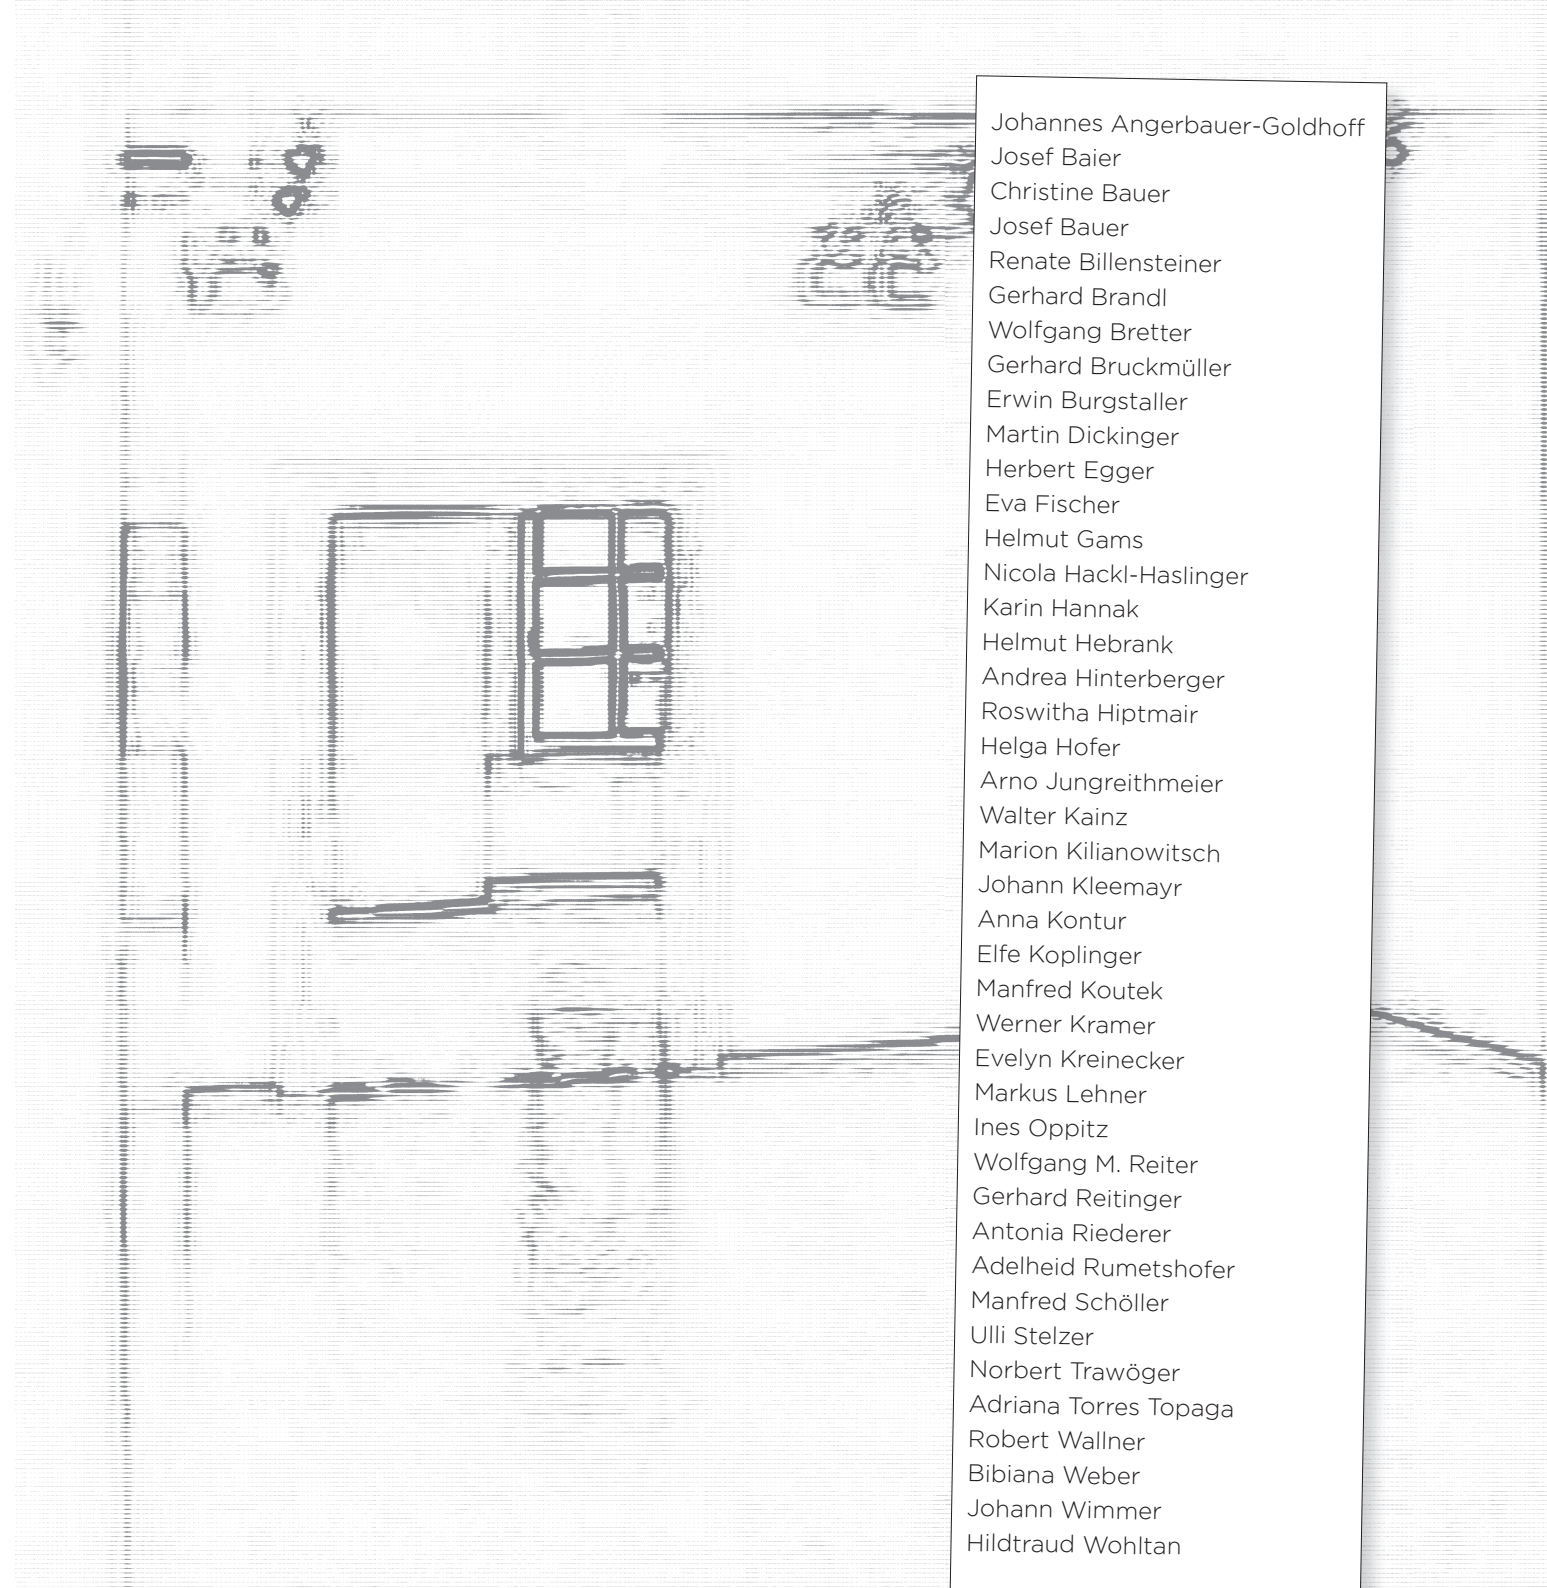 Johannes Angerbauer-Goldhoff
Josef Baier
Christine Bauer
Josef Bauer
Renate Billensteiner
Gerhard Brandl
Wolfgang Bretter
Gerhard Bruckmüller
Erwin Burgstaller
Martin Dickinger
Herbert Egger
Eva Fischer
Helmut Gams
Nicola Hackl-Haslinger
Karin Hannak
Helmut Hebrank
Andrea Hinterberger
Roswitha Hiptmair
Helga Hofer
Arno Jungreithmeier
Walter Kainz
Marion Kilianowitsch
Johann Kleemayr
Anna Kontur
Elfe Koplinger
Manfred Koutek
Werner Kramer
Evelyn Kreinecker
Markus Lehner
Ines Oppitz
Wolfgang M. Reiter
Gerhard Reitinger
Antonia Riederer
Adelheid Rumetshofer
Manfred Schöller
Ulli Stelzer
Norbert Trawöger
Adriana Torres Topaga
Robert Wallner
Bibiana Weber
Johann Wimmer
Hildtraud Wohltan